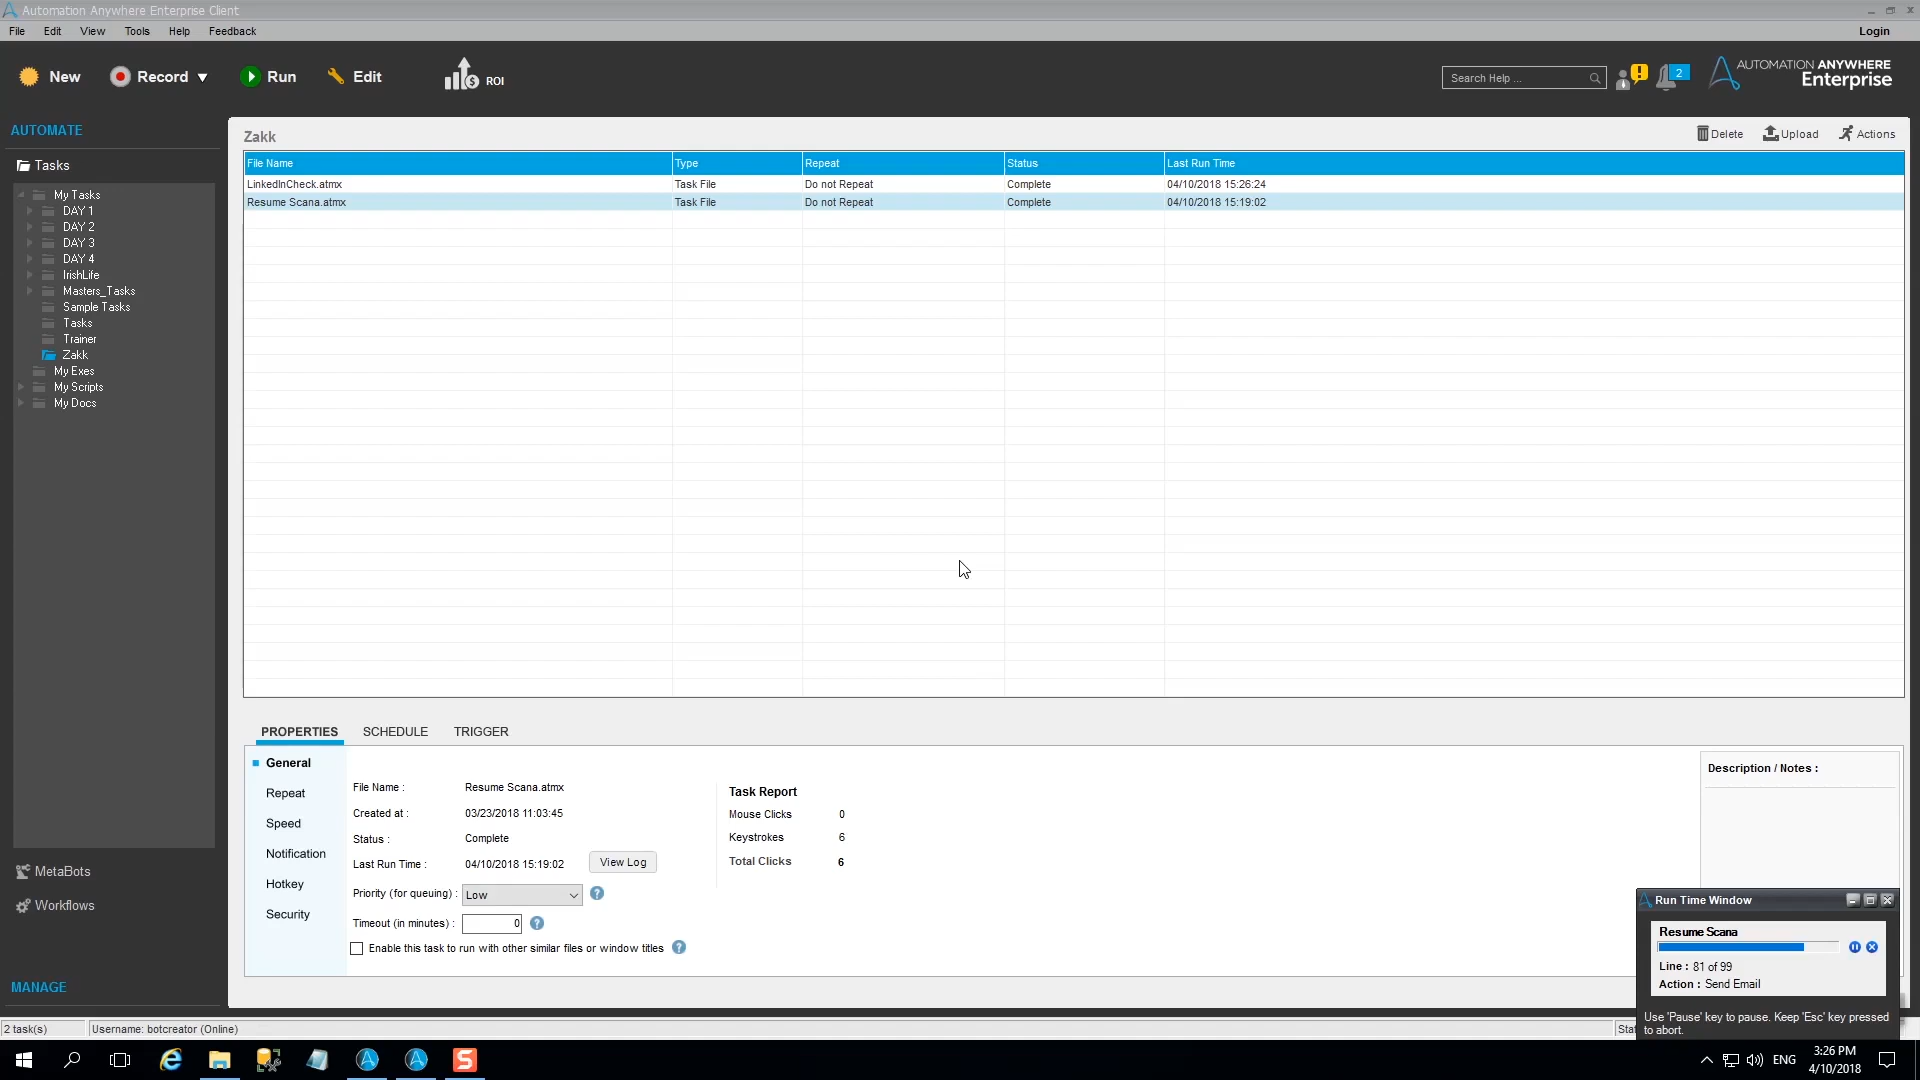 Automation Anywhere Enterprise Client
File Edit View Tools Help Feedback Login
New Record Run Edit ROI
Search Help ...
2
AUTOMATION ANYWHERE
Enterprise
AUTOMATE
Zakk
Delete Upload Actions
Tasks
File Name Type Repeat Status Last Run Time
LinkedInCheck.atmx Task File Do not Repeat Complete 04/10/2018 15:26:24
Resume Scana.atmx Task File Do not Repeat Complete 04/10/2018 15:19:02
My Tasks
DAY 1
DAY 2
DAY 3
DAY 4
IrishLife
Masters_Tasks
Sample Tasks
Tasks
Trainer
Zakk
My Exes
My Scripts
My Docs
MetaBots
Workflows
MANAGE
PROPERTIES SCHEDULE TRIGGER
General
Repeat
Speed
Notification
Hotkey
Security
File Name : Resume Scana.atmx
Created at : 03/23/2018 11:03:45
Status : Complete
Last Run Time : 04/10/2018 15:19:02 View Log
Priority (for queuing) : Low ?
Timeout (in minutes) : 0 ?
Enable this task to run with other similar files or window titles ?
Task Report
Mouse Clicks 0
Keystrokes 6
Total Clicks 6
Description / Notes :
Run Time Window
Resume Scana
Line : 81 of 99
Action : Send Email
Use 'Pause' key to pause. Keep 'Esc' key pressed
to abort.
2 task(s) Username: botcreator (Online) Stat
ENG
3:26 PM
4/10/2018